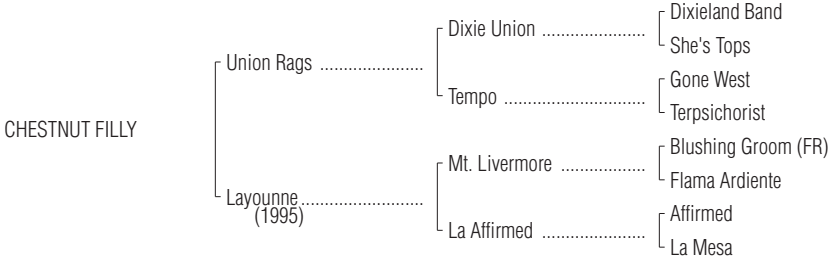 Dixieland Band
Dixie Union ......................
She's Tops
Union Rags ......................
Gone West
Tempo ..............................
Terpsichorist
CHESTNUT FILLY
Blushing Groom (FR)
Mt. Livermore ..................
Flama Ardiente
Layounne ..........................
(1995)
Affirmed
La Affirmed ......................
La Mesa